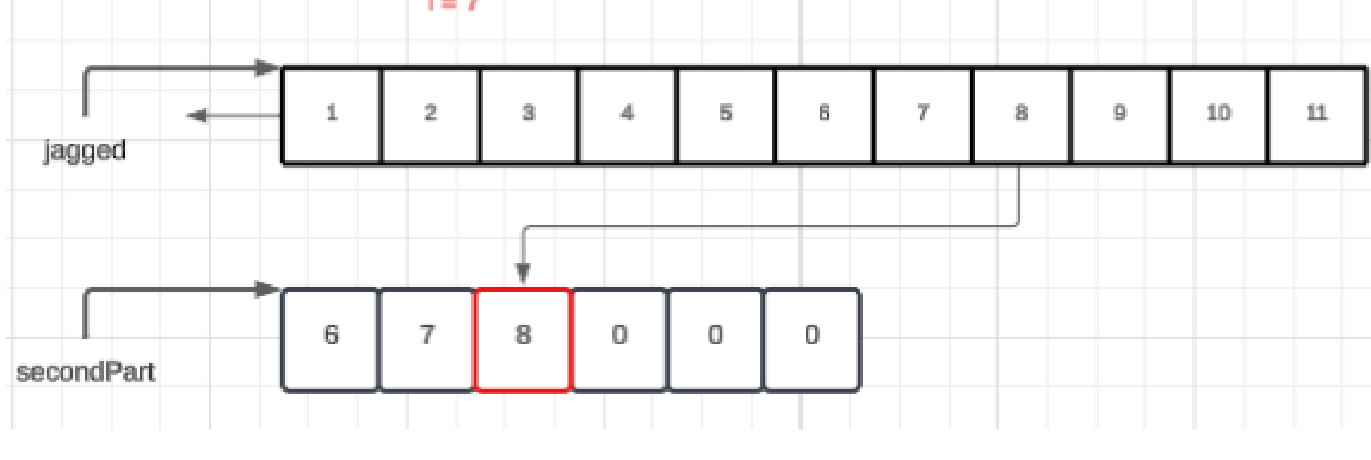 i = 7
1 2 3 4 5 6 7 8 9 10 11
jagged
6 7 8 0 0 0
secondPart